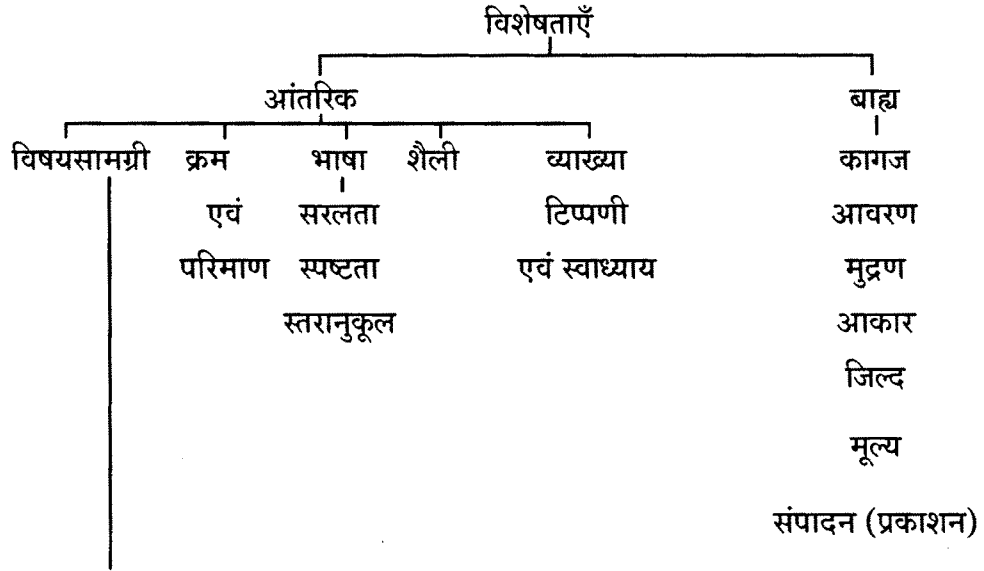 विशेषताएँ
आंतरिक बाह्य
विषयसामग्री क्रम भाषा शैली व्याख्या कागज
एवं सरलता टिप्पणी आवरण
परिमाण स्पष्टता एवं स्वाध्याय मुद्रण
स्तरानुकूल आकार
जिल्द
मूल्य
संपादन (प्रकाशन)